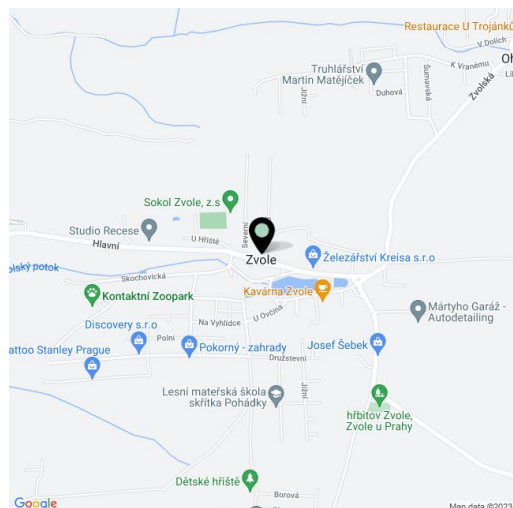 Restaurace U Trojánků
V Dolích
K Vranému
Truhlářství
Martin Matějíček
Duhová
Šumavská
Jižní
Zvolská
Sokol Zvole, z.s
Severní
Studio Recese
Hlavní
U Hřiště
Zvole
Železářství Kreisa s.r.o
olský potok
Skochovická
Kavárna Zvole
Kontaktní Zoopark
U Ovčína
Mártyho Garáž -
Autodetailing
Discovery s.r.o
Na Vyhlídce
Polní
Pokorný - zahrady
Josef Šebek
attoo Stanley Prague
Družstevní
Jižní
Lesní mateřská škola
skřítka Pohádky
hřbitov Zvole,
Zvole u Prahy
Dětské hřiště
Borová
Google
Map data ©2023